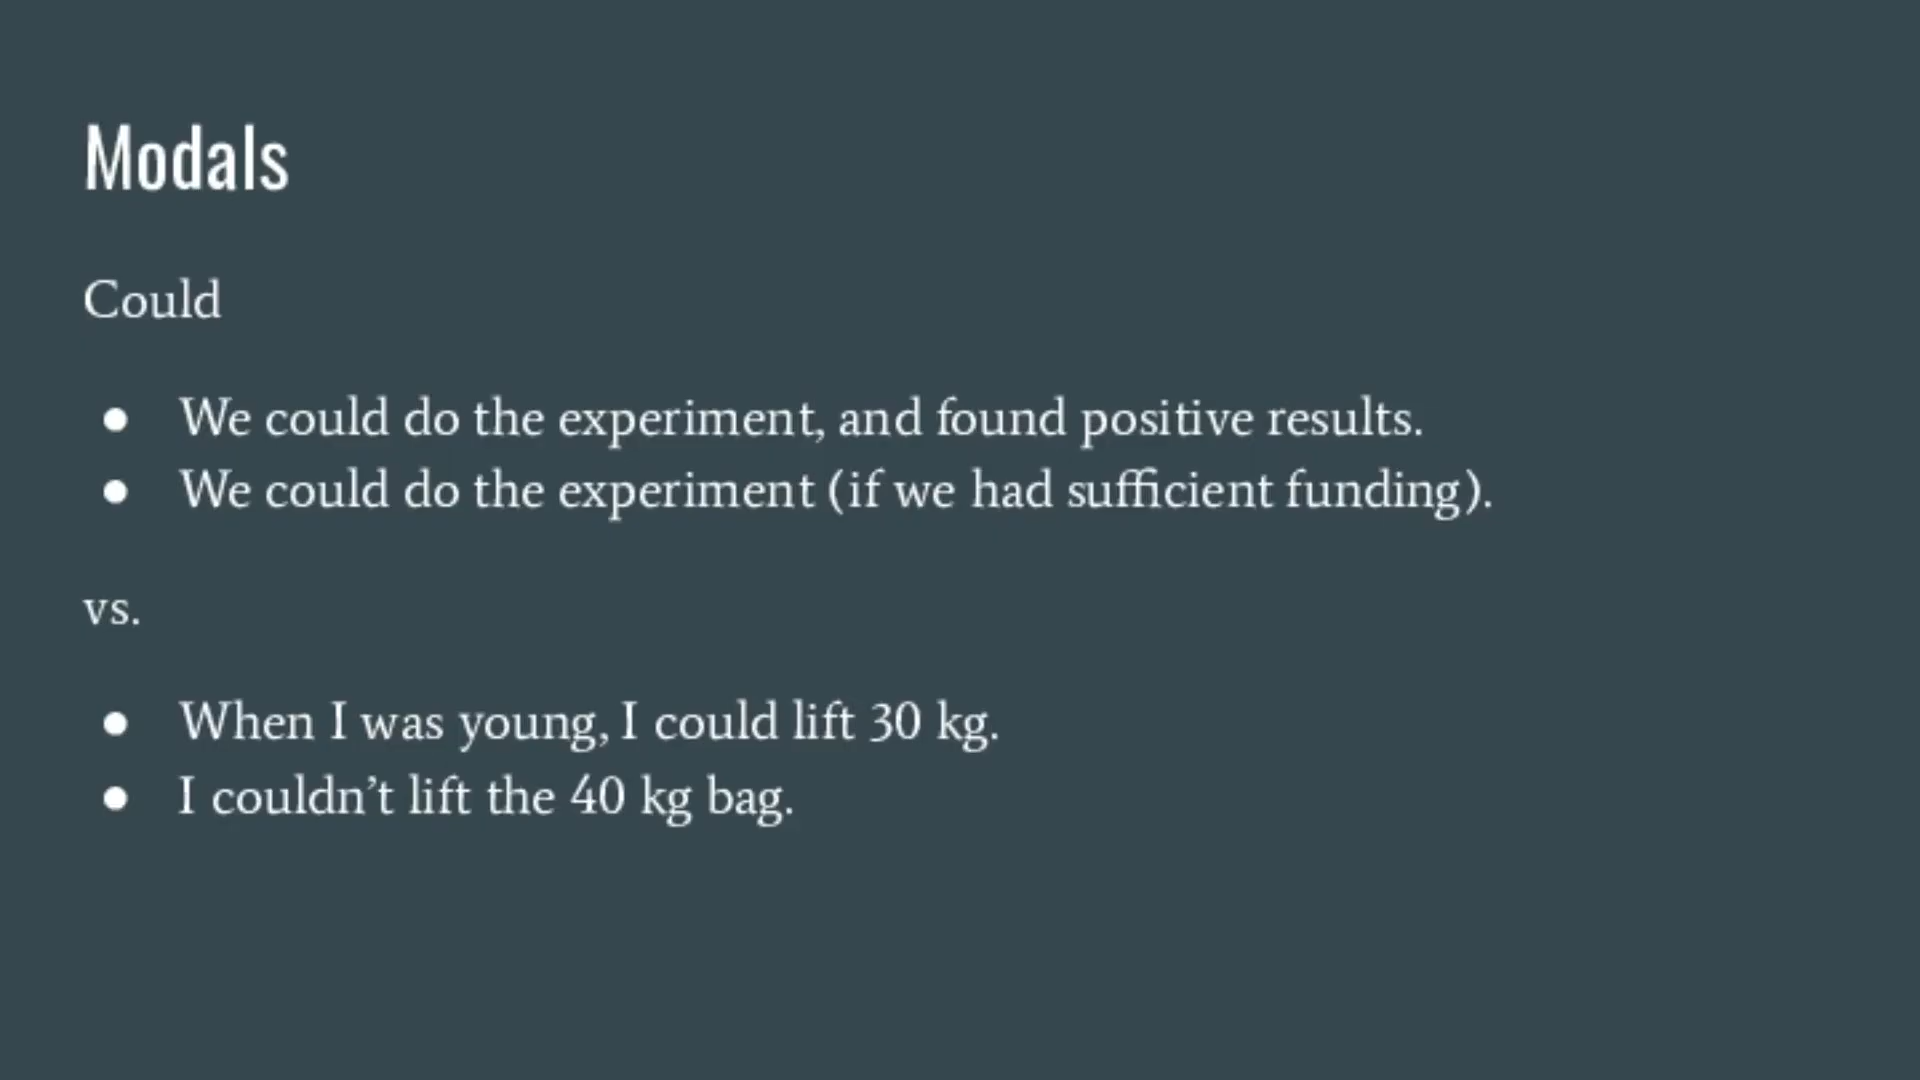 Modals
Could
● We could do the experiment, and found positive results.
● We could do the experiment (if we had sufficient funding).
vs.
● When I was young, I could lift 30 kg.
● I couldn’t lift the 40 kg bag.